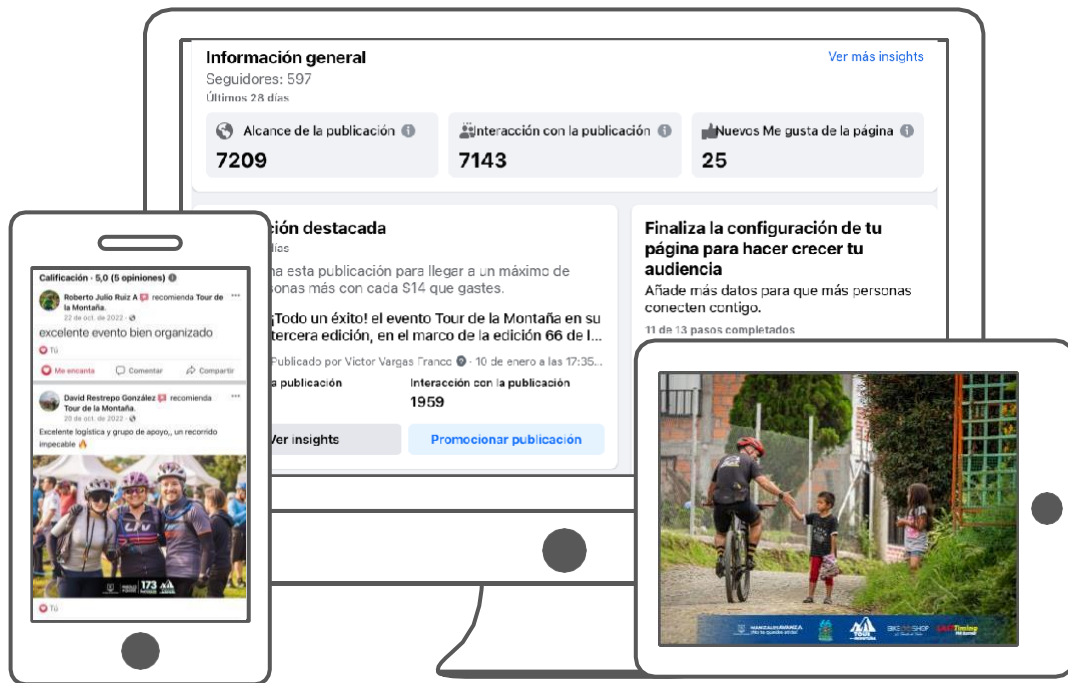 Información general
Ver más insights
Seguidores: 597
Últimos 28 días
Alcance de la publicación
7209
Interacción con la publicación
7143
Nuevos Me gusta de la página
25
ción destacada
días
na esta publicación para llegar a un máximo de
sonas más con cada $14 que gastes.
¡Todo un éxito! el evento Tour de la Montaña en su
tercera edición, en el marco de la edición 66 de l...
Publicado por Victor Vargas Franco · 10 de enero a las 17:35...
a publicación
Interacción con la publicación
1959
Ver insights
Promocionar publicación
Finaliza la configuración de tu
página para hacer crecer tu
audiencia
Añade más datos para que más personas
conecten contigo.
11 de 13 pasos completados
Calificación · 5,0 (5 opiniones)
Roberto Julio Ruiz A recomienda Tour de
la Montaña.
22 de oct. de 2022
excelente evento bien organizado
Tú
Me encanta
Comentar
Compartir
David Restrepo González recomienda
Tour de la Montaña.
20 de oct. de 2022
Excelente logística y grupo de apoyo,, un recorrido
impecable
173
Tú
MANIZALESAVANZA
TOUR
BIKE SHOP
Timing